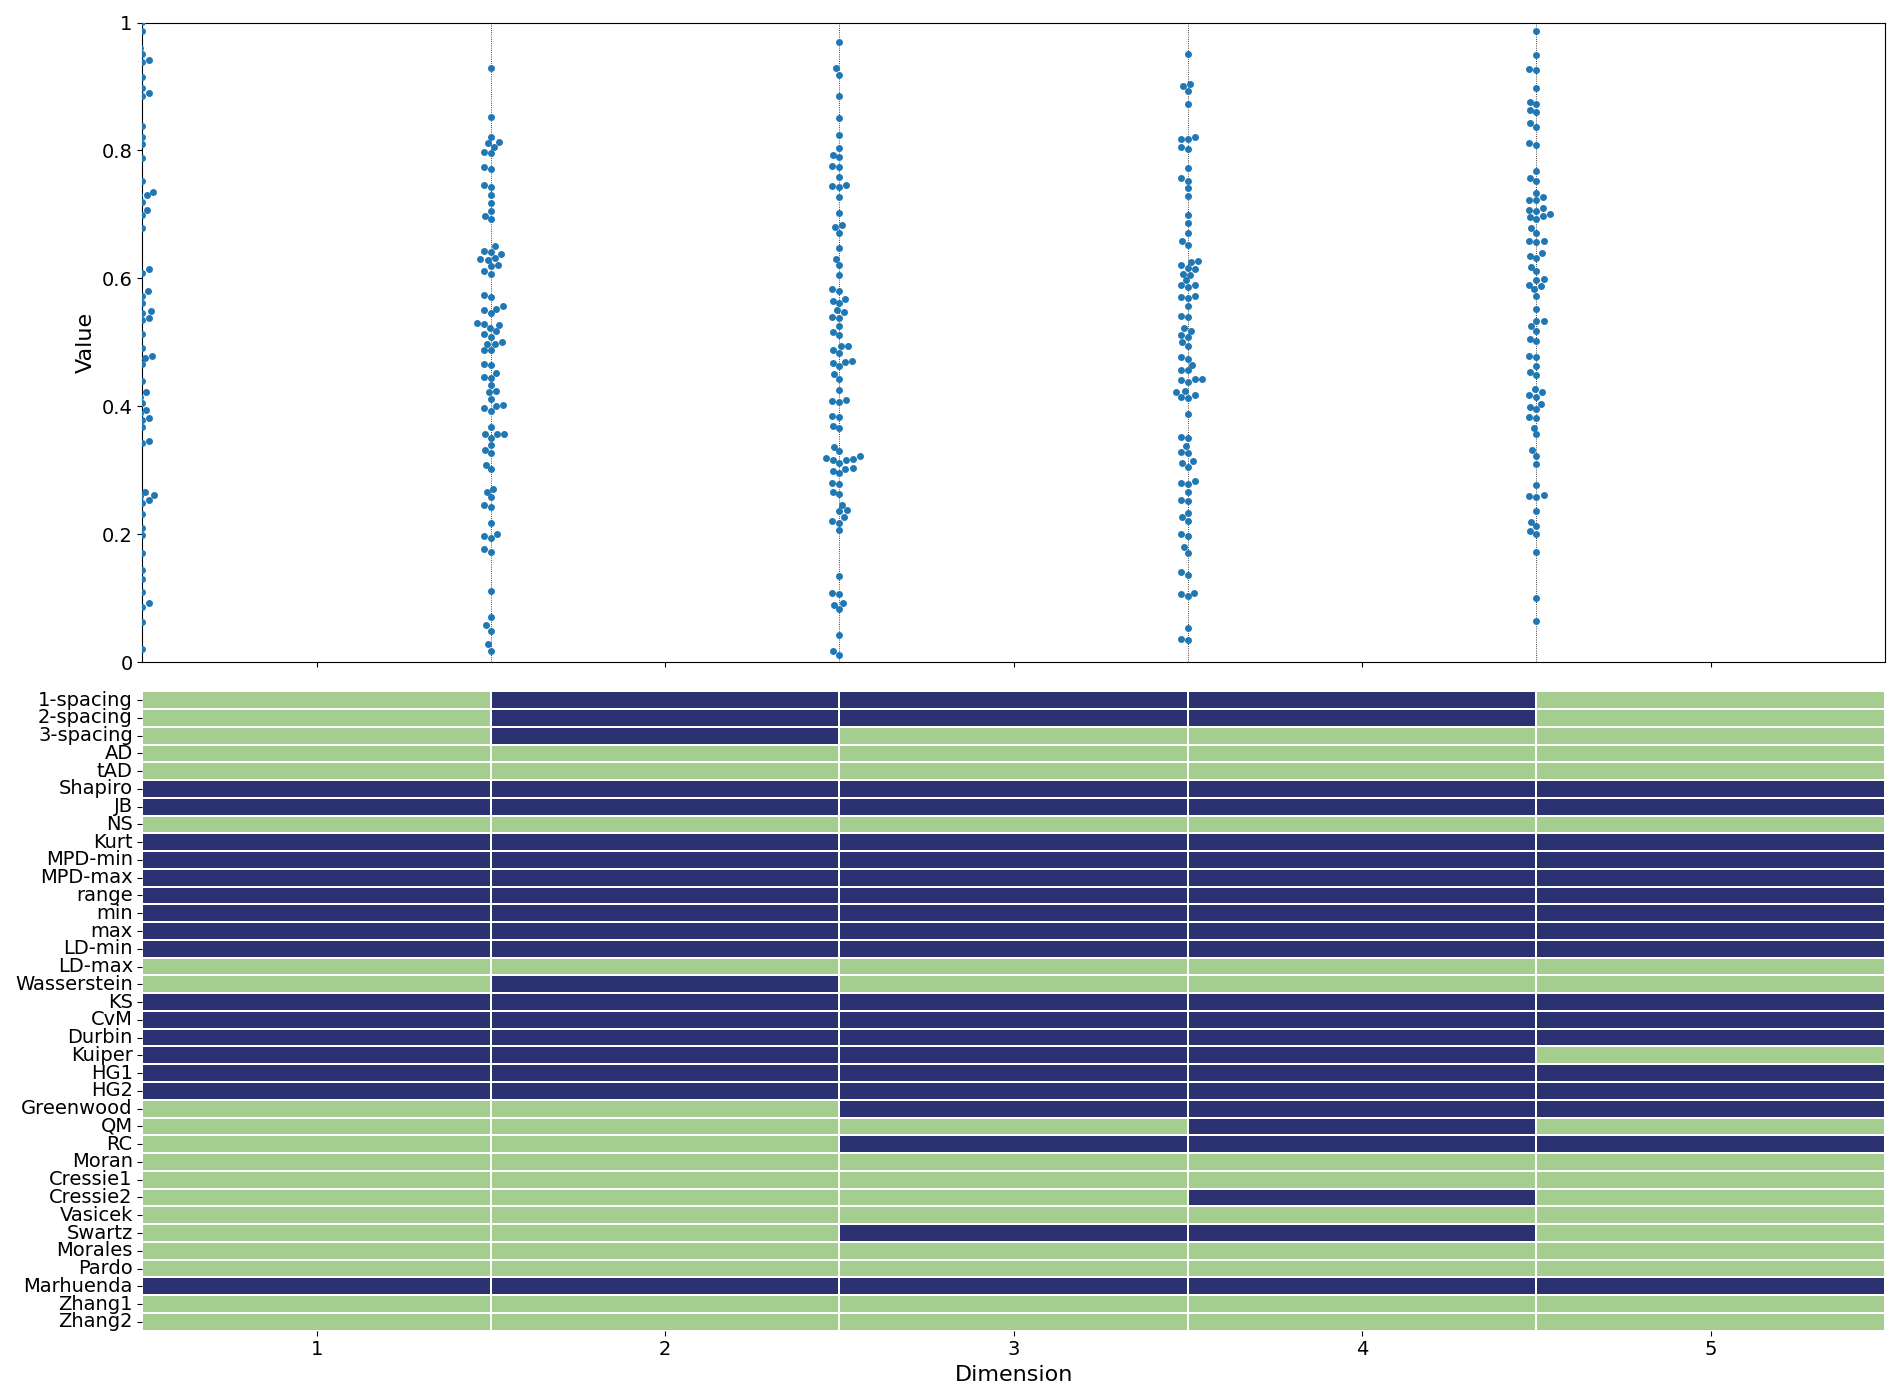 1
0.8
0.6
Value
0.4
0.2
0
1-spacing
2-spacing
3-spacing
AD
tAD
Shapiro
JB
NS
Kurt
MPD-min
MPD-max
range
min
max
LD-min
LD-max
Wasserstein
KS
CvM
Durbin
Kuiper
HG1
HG2
Greenwood
QM
RC
Moran
Cressie1
Cressie2
Vasicek
Swartz
Morales
Pardo
Marhuenda
Zhang1
Zhang2
1 2 3 4 5
Dimension